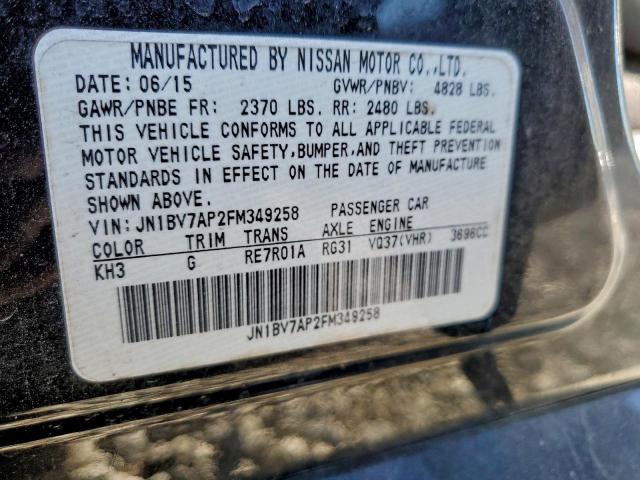 MANUFACTURED BY NISSAN MOTOR CO.,LTD.
DATE: 06/15 GVWR/PNBV: 4828 LBS.
GAWR/PNBE FR: 2370 LBS. RR: 2480 LBS.
THIS VEHICLE CONFORMS TO ALL APPLICABLE FEDERAL
MOTOR VEHICLE SAFETY,BUMPER,AND THEFT PREVENTION
STANDARDS IN EFFECT ON THE DATE OF MANUFACTURE
SHOWN ABOVE.
VIN: JN1BV7AP2FM349258 PASSENGER CAR
COLOR TRIM TRANS AXLE ENGINE
KH3 G RE7R01A RG31 VQ37(VHR) 3696CC
JN1BV7AP2FM349258